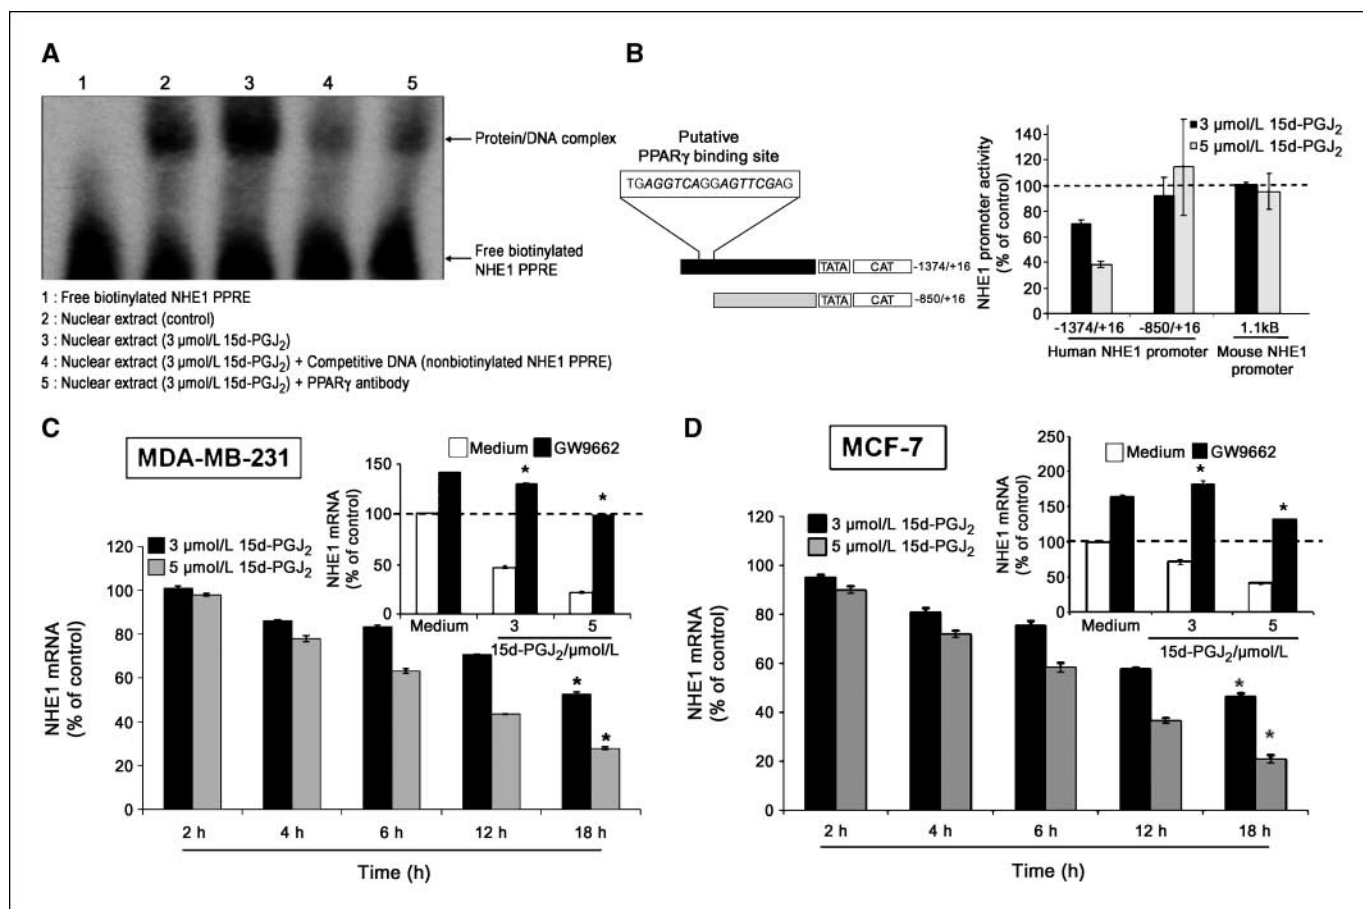 A
1 2 3 4 5
Protein/DNA complex
Free biotinylated
NHE1 PPRE
1 : Free biotinylated NHE1 PPRE
2 : Nuclear extract (control)
3 : Nuclear extract (3 μmol/L 15d-PGJ2)
4 : Nuclear extract (3 μmol/L 15d-PGJ2) + Competitive DNA (nonbiotinylated NHE1 PPRE)
5 : Nuclear extract (3 μmol/L 15d-PGJ2) + PPARγ antibody
B
Putative
PPARγ binding site
TGAGGTCAGGAGTTCGAG
TATA CAT -1374/+16
TATA CAT -850/+16
NHE1 promoter activity
(% of control)
140
120
100
80
60
40
20
0
3 μmol/L 15d-PGJ2
5 μmol/L 15d-PGJ2
-1374/+16 -850/+16 1.1kB
Human NHE1 promoter Mouse NHE1
promoter
C
MDA-MB-231
NHE1 mRNA
(% of control)
120
100
80
60
40
20
0
3 μmol/L 15d-PGJ2
5 μmol/L 15d-PGJ2
* *
2 h 4 h 6 h 12 h 18 h
Time (h)
NHE1 mRNA
(% of control)
150
100
50
0
Medium GW9662
* *
Medium 3 5
15d-PGJ2/μmol/L
D
MCF-7
NHE1 mRNA
(% of control)
120
100
80
60
40
20
0
3 μmol/L 15d-PGJ2
5 μmol/L 15d-PGJ2
* *
2 h 4 h 6 h 12 h 18 h
Time (h)
NHE1 mRNA
(% of control)
250
200
150
100
50
0
Medium GW9662
* *
Medium 3 5
15d-PGJ2/μmol/L